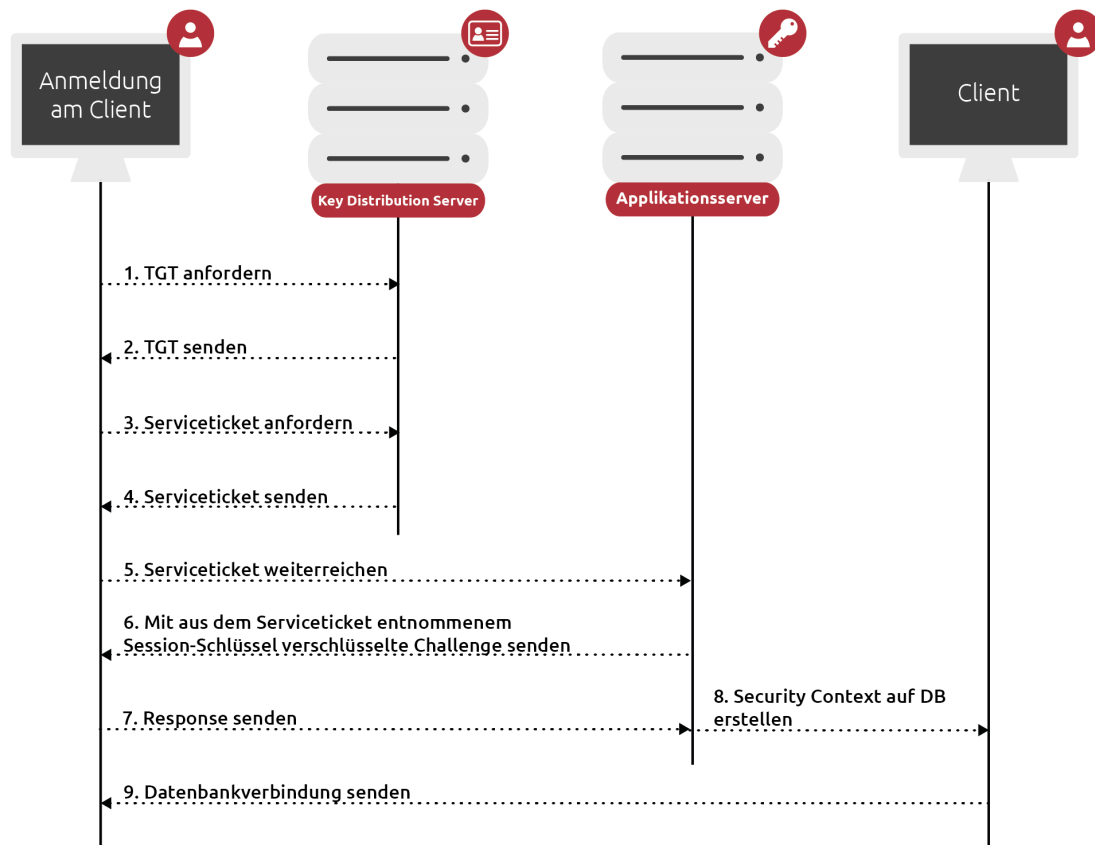 Anmeldung
am Client
Key Distribution Server
Applikationsserver
Client
1. TGT anfordern
2. TGT senden
3. Serviceticket anfordern
4. Serviceticket senden
5. Serviceticket weiterreichen
6. Mit aus dem Serviceticket entnommenem
Session-Schlüssel verschlüsselte Challenge senden
7. Response senden
8. Security Context auf DB
erstellen
9. Datenbankverbindung senden